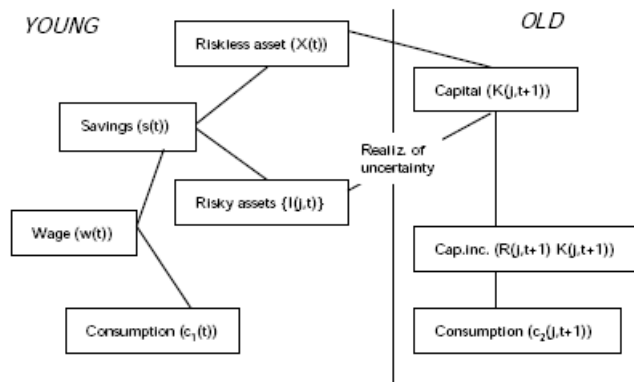 YOUNG
OLD
Riskless asset (X(t))
Capital (K(j,t+1))
Savings (s(t))
Realiz. of
uncertainty
Risky assets {I(j,t)}
Wage (w(t))
Cap.inc. (R(j,t+1) K(j,t+1))
Consumption (c₁(t))
Consumption (c₂(j,t+1))